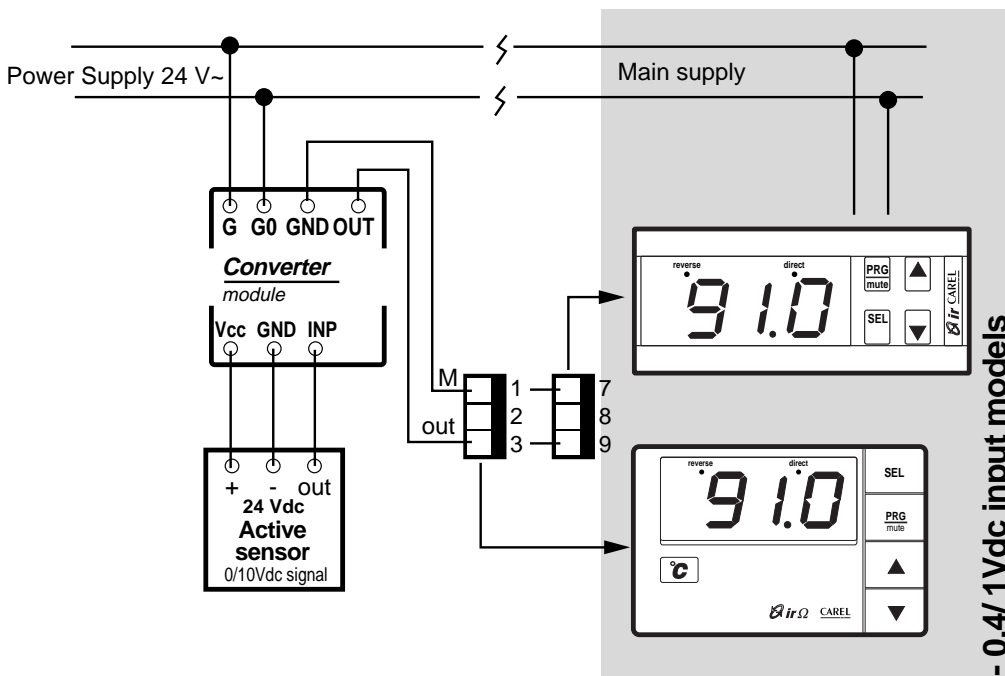 Power Supply 24 V~
Main supply
G G0 GND OUT
Converter
module
Vcc GND INP
M
out
1
2
3
7
8
9
+ - out
24 Vdc
Active
sensor
0/10Vdc signal
reverse
direct
91.0
PRG
mute
SEL
ir CAREL
reverse
direct
91.0
SEL
PRG
mute
°C
irΩ CAREL
- 0.4/ 1Vdc input models